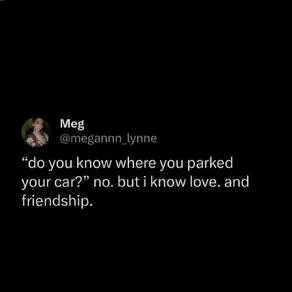 Meg
@megannn_lynne
“do you know where you parked
your car?” no. but i know love. and
friendship.